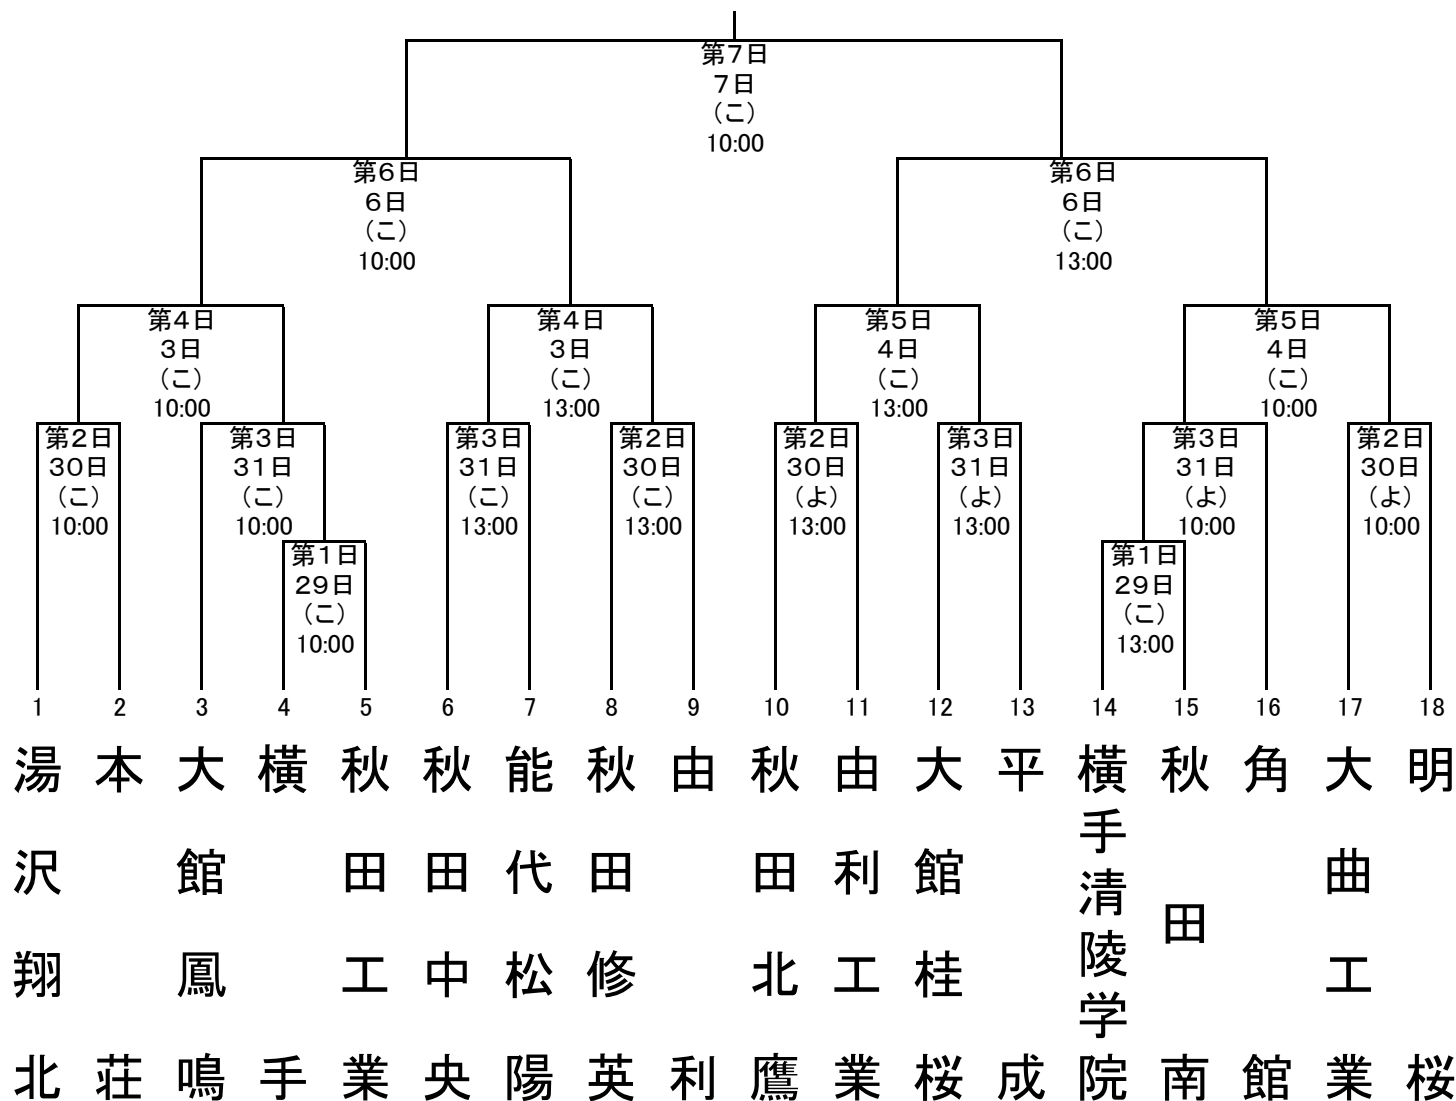 第７日
７日
（こ）
10:00
第６日
６日
（こ）
10:00
第６日
６日
（こ）
13:00
第４日
３日
（こ）
10:00
第４日
３日
（こ）
13:00
第５日
４日
（こ）
13:00
第５日
４日
（こ）
10:00
第２日
３０日
（こ）
10:00
第３日
３１日
（こ）
10:00
第３日
３１日
（こ）
13:00
第２日
３０日
（こ）
13:00
第２日
３０日
（よ）
13:00
第３日
３１日
（よ）
13:00
第３日
３１日
（よ）
10:00
第２日
３０日
（よ）
10:00
第１日
２９日
（こ）
10:00
第１日
２９日
（こ）
13:00
1 2 3 4 5 6 7 8 9 10 11 12 13 14 15 16 17 18
湯沢翔北
本荘
大館鳳鳴
横手
秋田工業
秋田中央
能代松陽
秋田修英
由利
秋田北鷹
由利工業
大館桂桜
平成
横手清陵学院
秋田南
角館
大曲工業
明桜